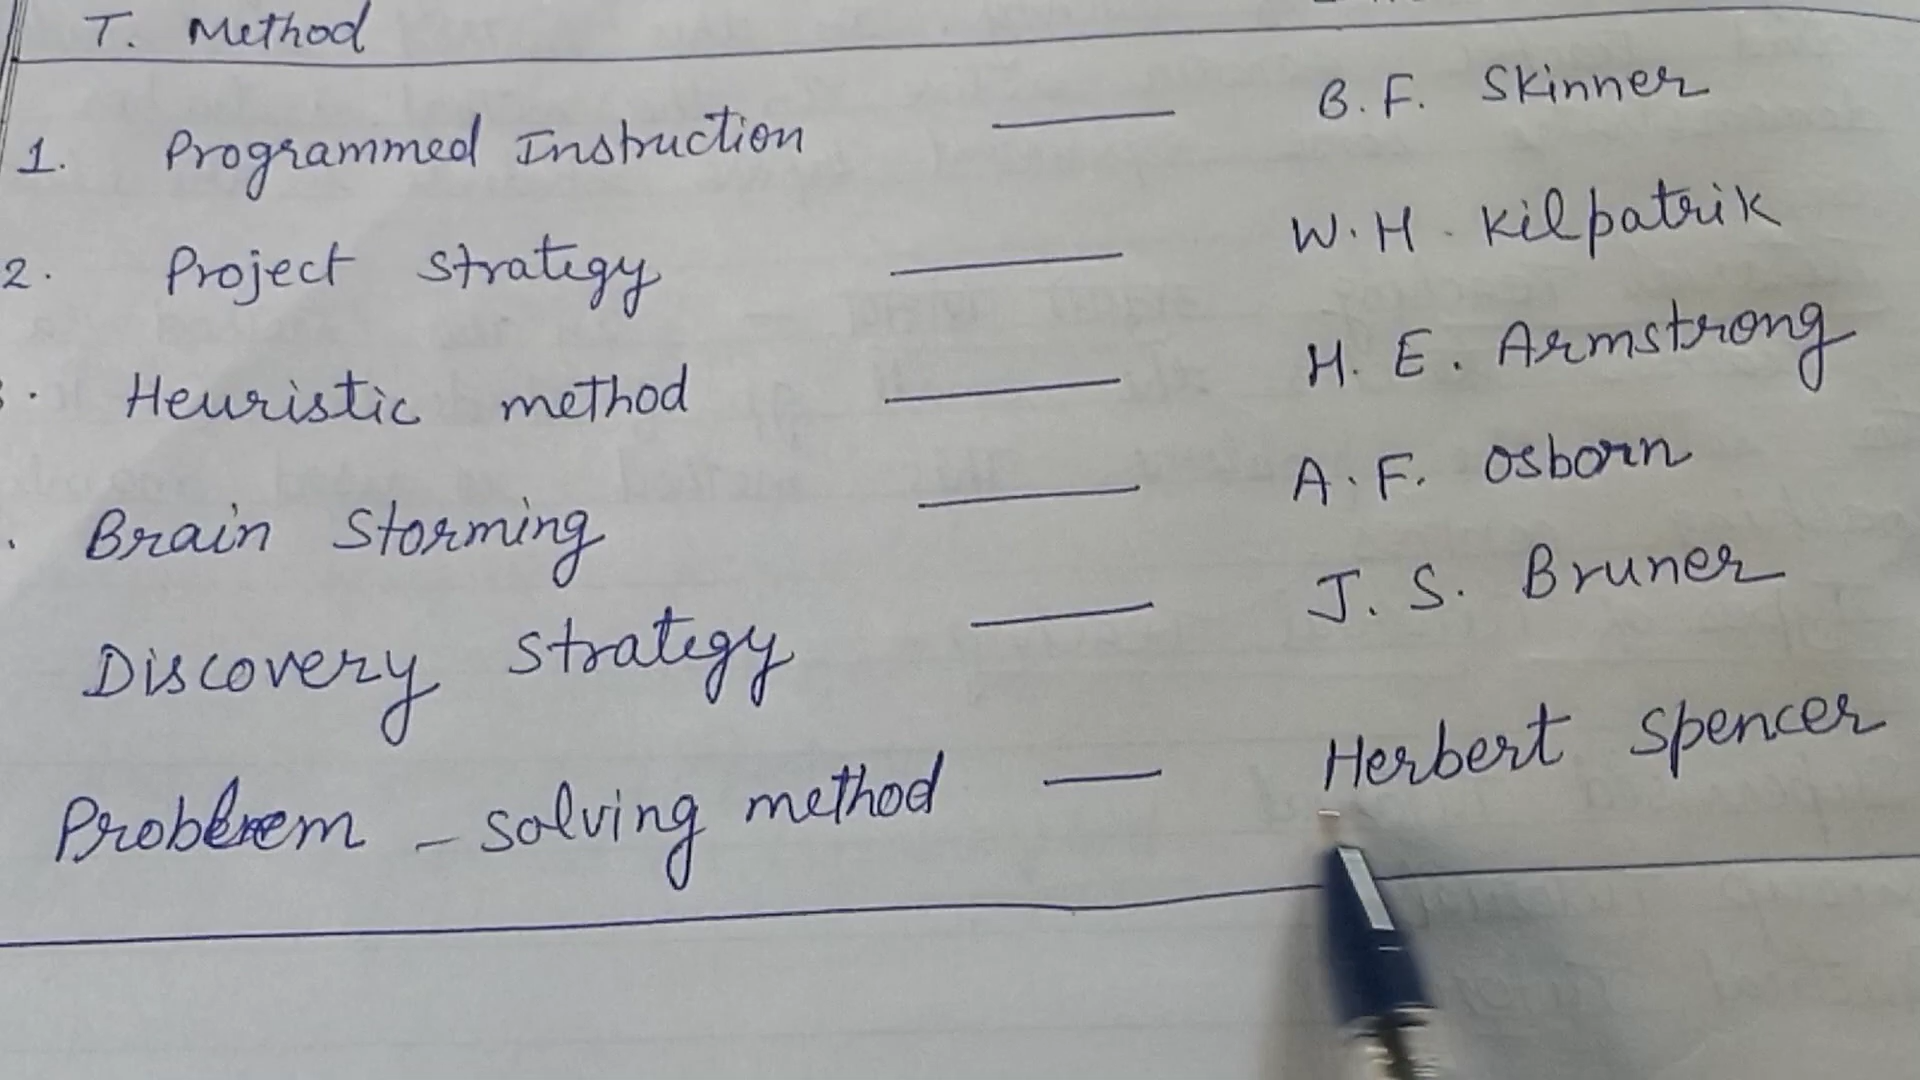 T. Method
1. Programmed Instruction — B. F. Skinner
2. Project strategy — W. H. Kilpatrik
Heuristic method — H. E. Armstrong
Brain Storming — A. F. Osborn
Discovery strategy — J. S. Bruner
Problem - solving method — Herbert Spencer